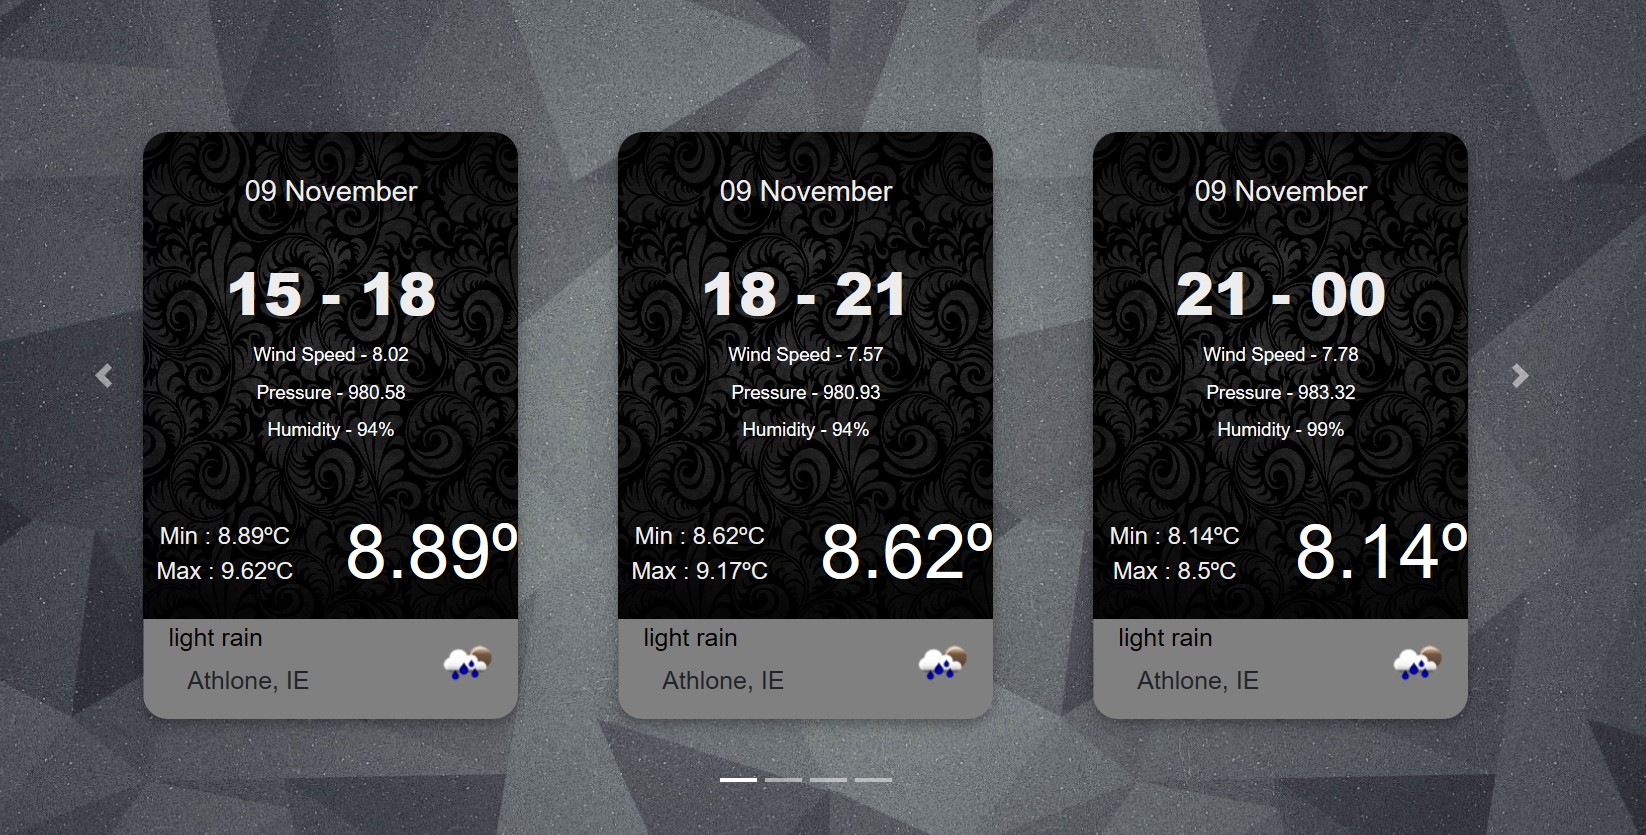 09 November
15 - 18
Wind Speed - 8.02
Pressure - 980.58
Humidity - 94%
Min : 8.89ºC
Max : 9.62ºC
8.89º
light rain
Athlone, IE
09 November
18 - 21
Wind Speed - 7.57
Pressure - 980.93
Humidity - 94%
Min : 8.62ºC
Max : 9.17ºC
8.62º
light rain
Athlone, IE
09 November
21 - 00
Wind Speed - 7.78
Pressure - 983.32
Humidity - 99%
Min : 8.14ºC
Max : 8.5ºC
8.14º
light rain
Athlone, IE